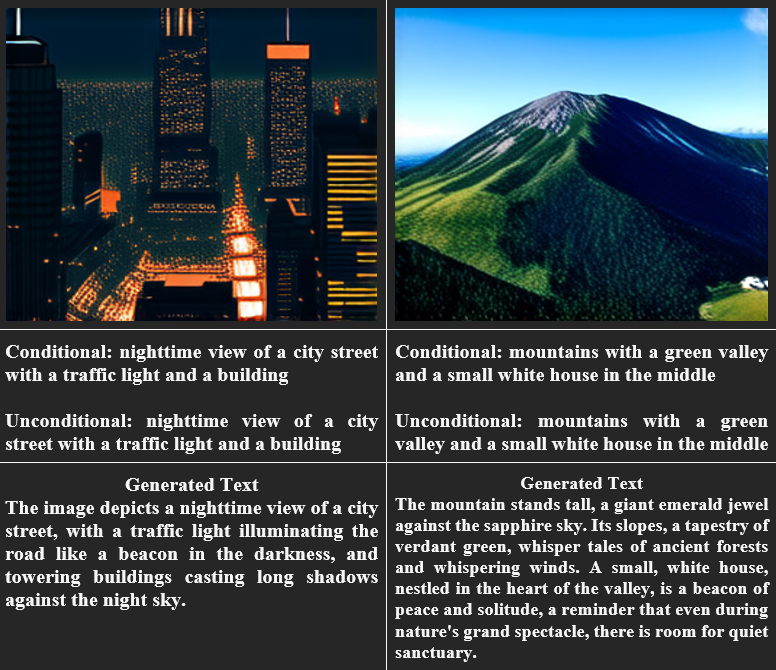 Conditional: nighttime view of a city street
with a traffic light and a building
Unconditional: nighttime view of a city
street with a traffic light and a building
Conditional: mountains with a green valley
and a small white house in the middle
Unconditional: mountains with a green
valley and a small white house in the middle
Generated Text
The image depicts a nighttime view of a city
street, with a traffic light illuminating the
road like a beacon in the darkness, and
towering buildings casting long shadows
against the night sky.
Generated Text
The mountain stands tall, a giant emerald jewel
against the sapphire sky. Its slopes, a tapestry of
verdant green, whisper tales of ancient forests
and whispering winds. A small, white house,
nestled in the heart of the valley, is a beacon of
peace and solitude, a reminder that even during
nature's grand spectacle, there is room for quiet
sanctuary.